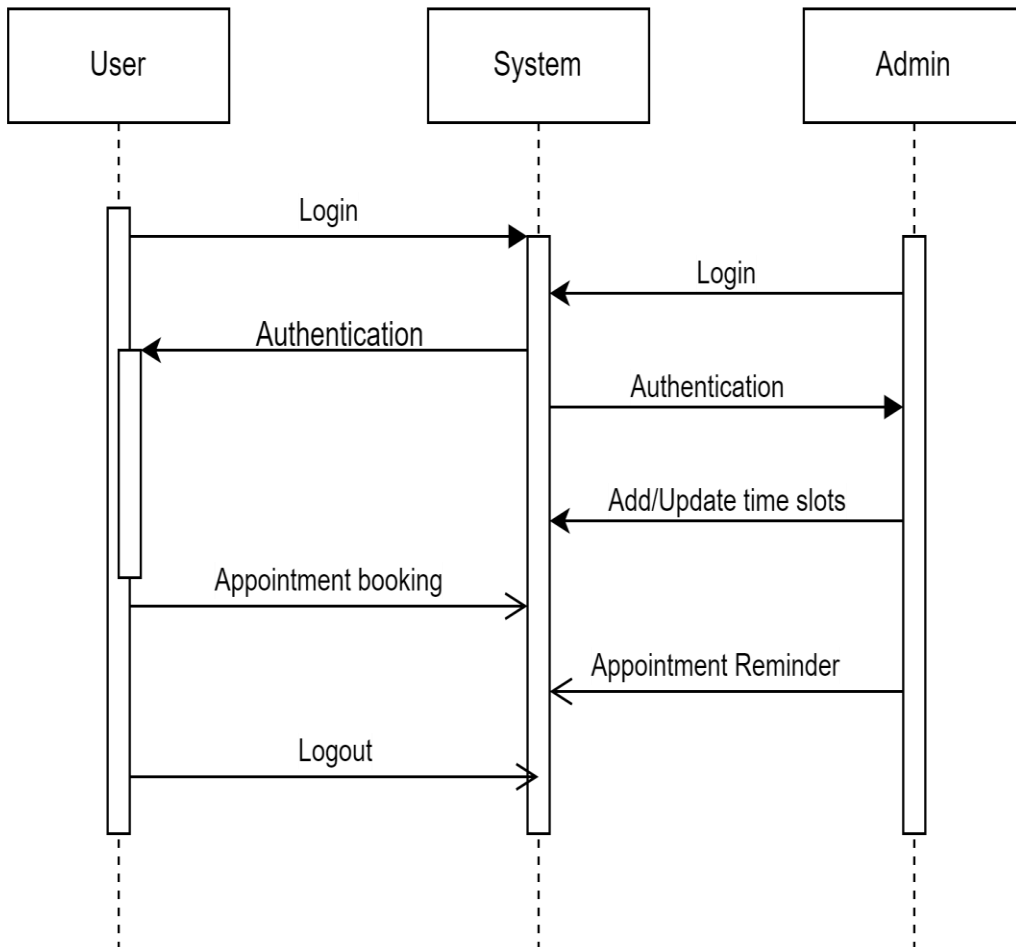 User
System
Admin
Login
Login
Authentication
Authentication
Add/Update time slots
Appointment booking
Appointment Reminder
Logout